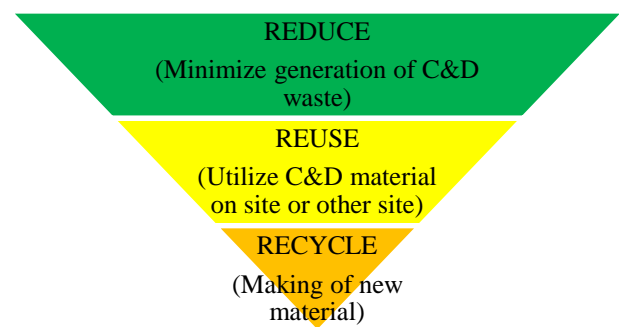 REDUCE
(Minimize generation of C&D
waste)
REUSE
(Utilize C&D material
on site or other site)
RECYCLE
(Making of new
material)